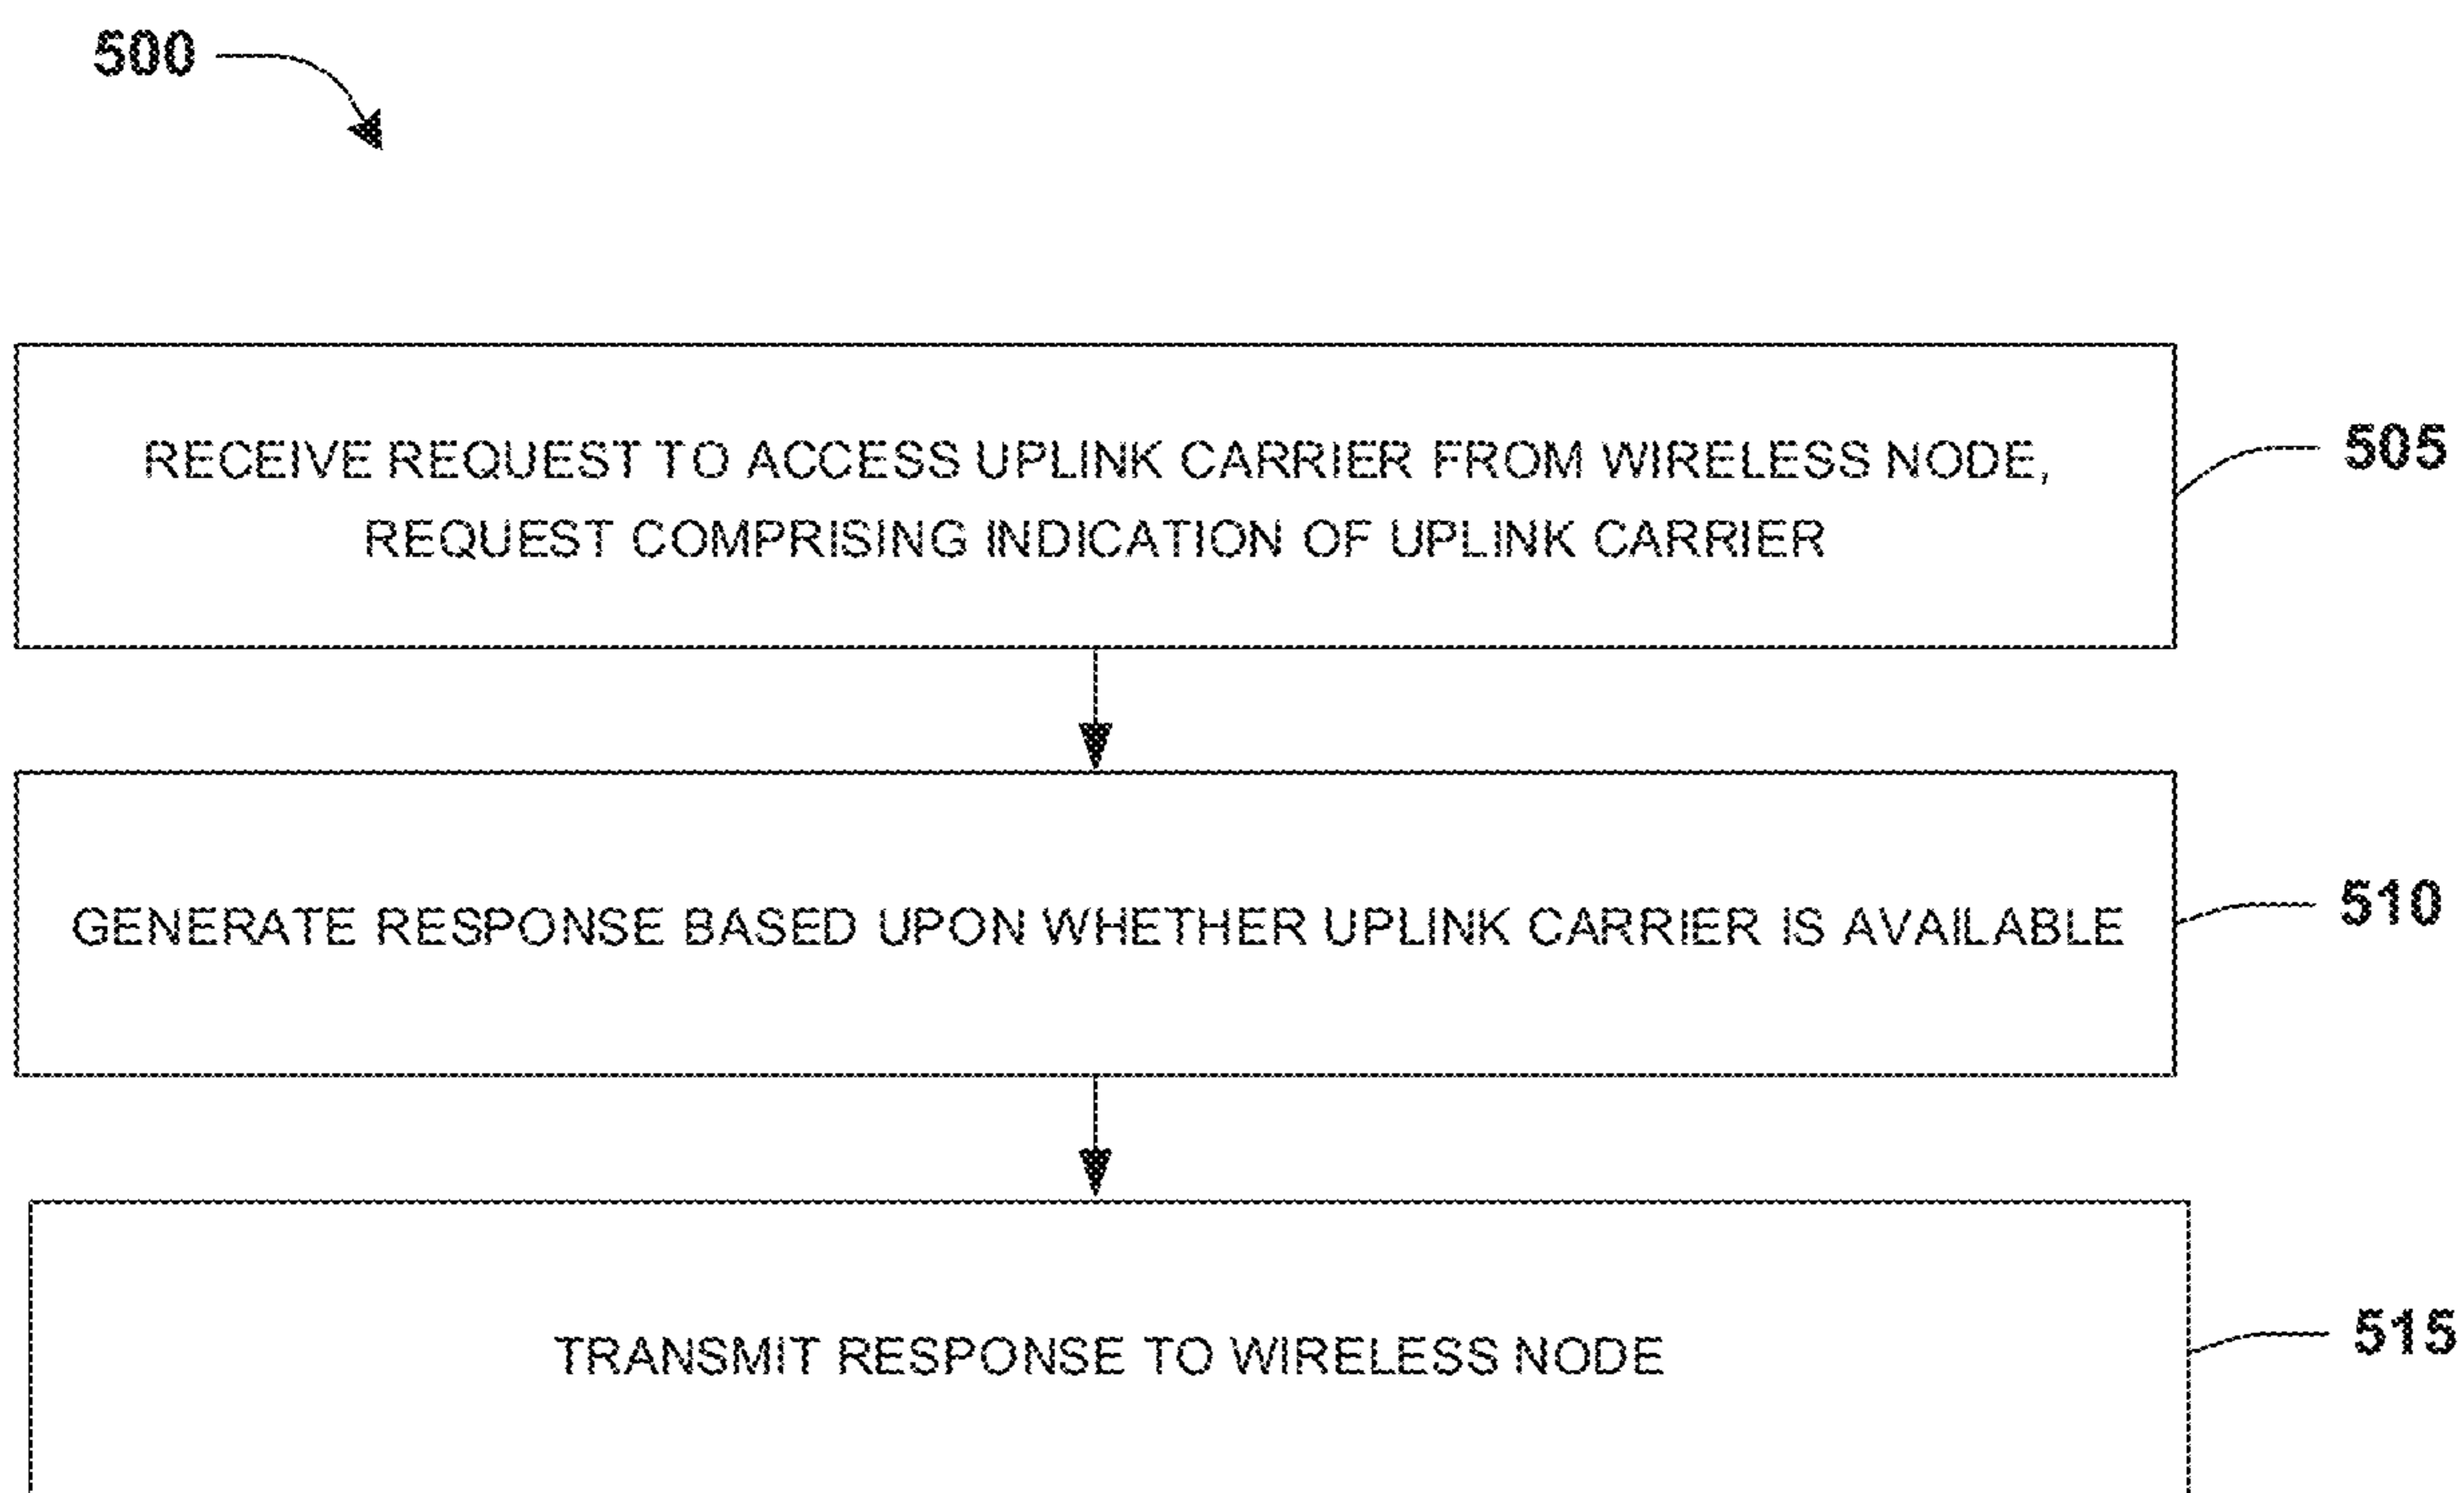 500
RECEIVE REQUEST TO ACCESS UPLINK CARRIER FROM WIRELESS NODE,
REQUEST COMPRISING INDICATION OF UPLINK CARRIER
505
GENERATE RESPONSE BASED UPON WHETHER UPLINK CARRIER IS AVAILABLE
510
TRANSMIT RESPONSE TO WIRELESS NODE
515